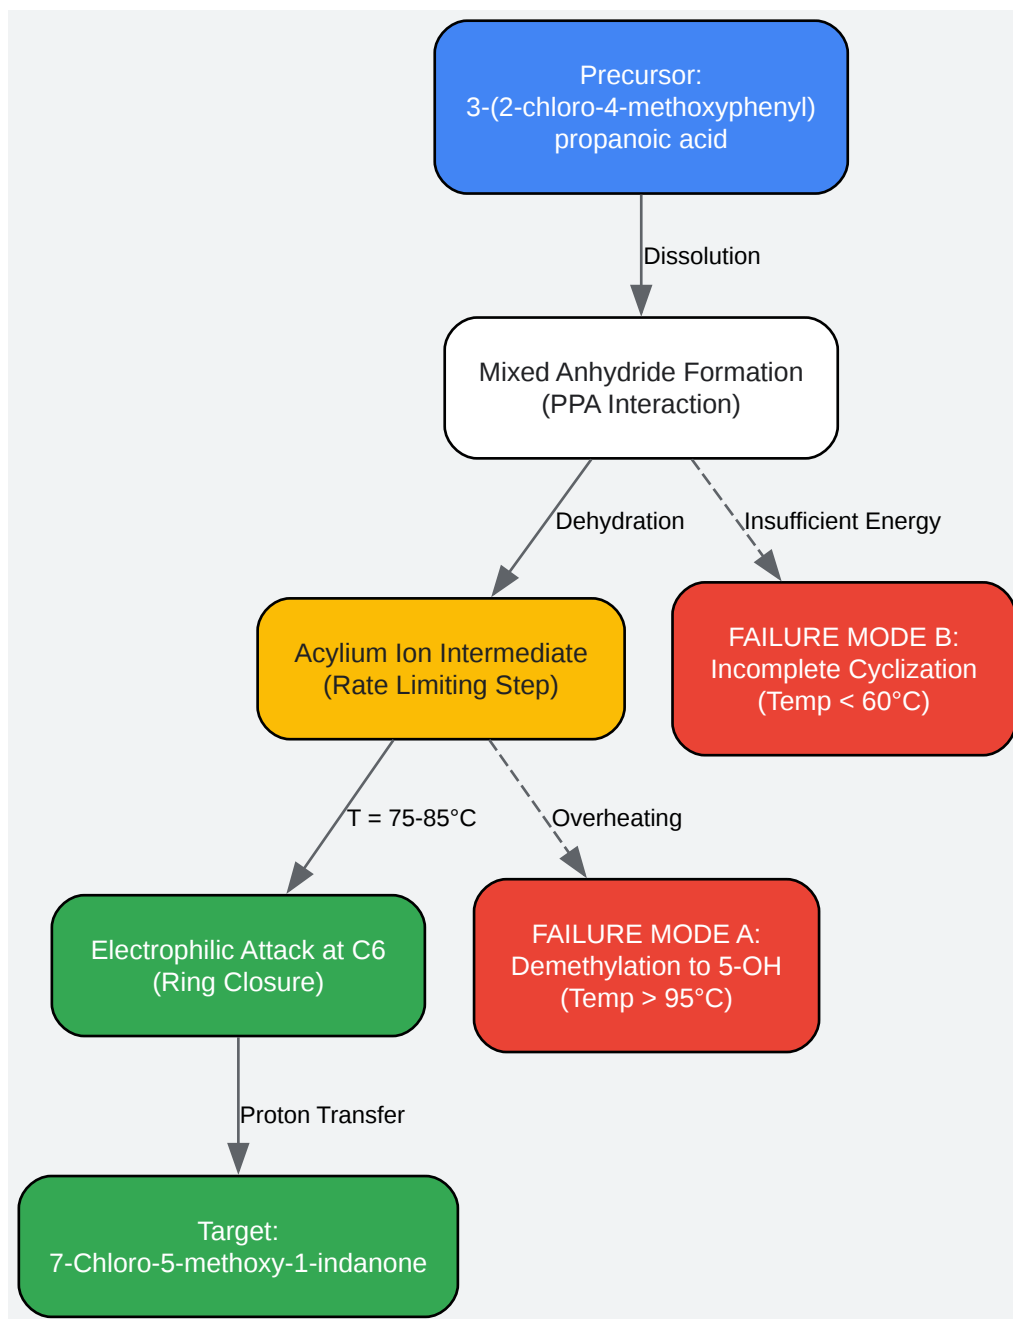 Precursor:
3-(2-chloro-4-methoxyphenyl)
propanoic acid
Dissolution
Mixed Anhydride Formation
(PPA Interaction)
Dehydration
Insufficient Energy
Acylium Ion Intermediate
(Rate Limiting Step)
FAILURE MODE B:
Incomplete Cyclization
(Temp < 60°C)
T = 75-85°C
Overheating
Electrophilic Attack at C6
(Ring Closure)
FAILURE MODE A:
Demethylation to 5-OH
(Temp > 95°C)
Proton Transfer
Target:
7-Chloro-5-methoxy-1-indanone